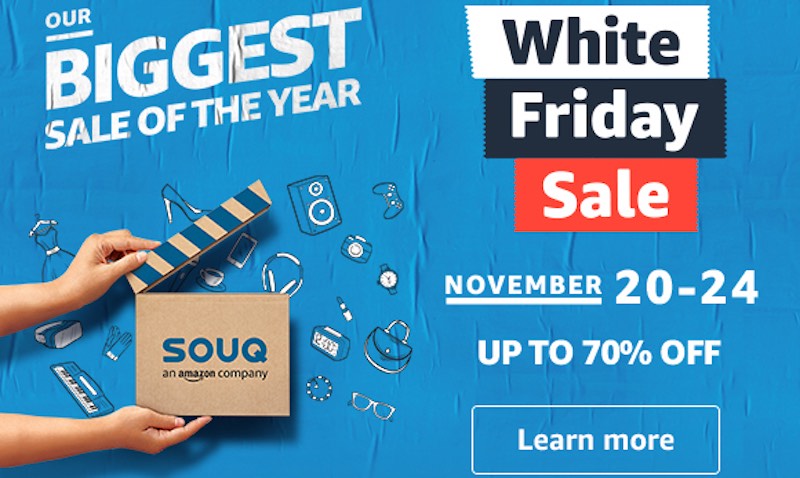 OUR
BIGGEST
SALE OF THE YEAR
White
Friday
Sale
NOVEMBER 20-24
UP TO 70% OFF
Learn more
SOUQ
an amazon company